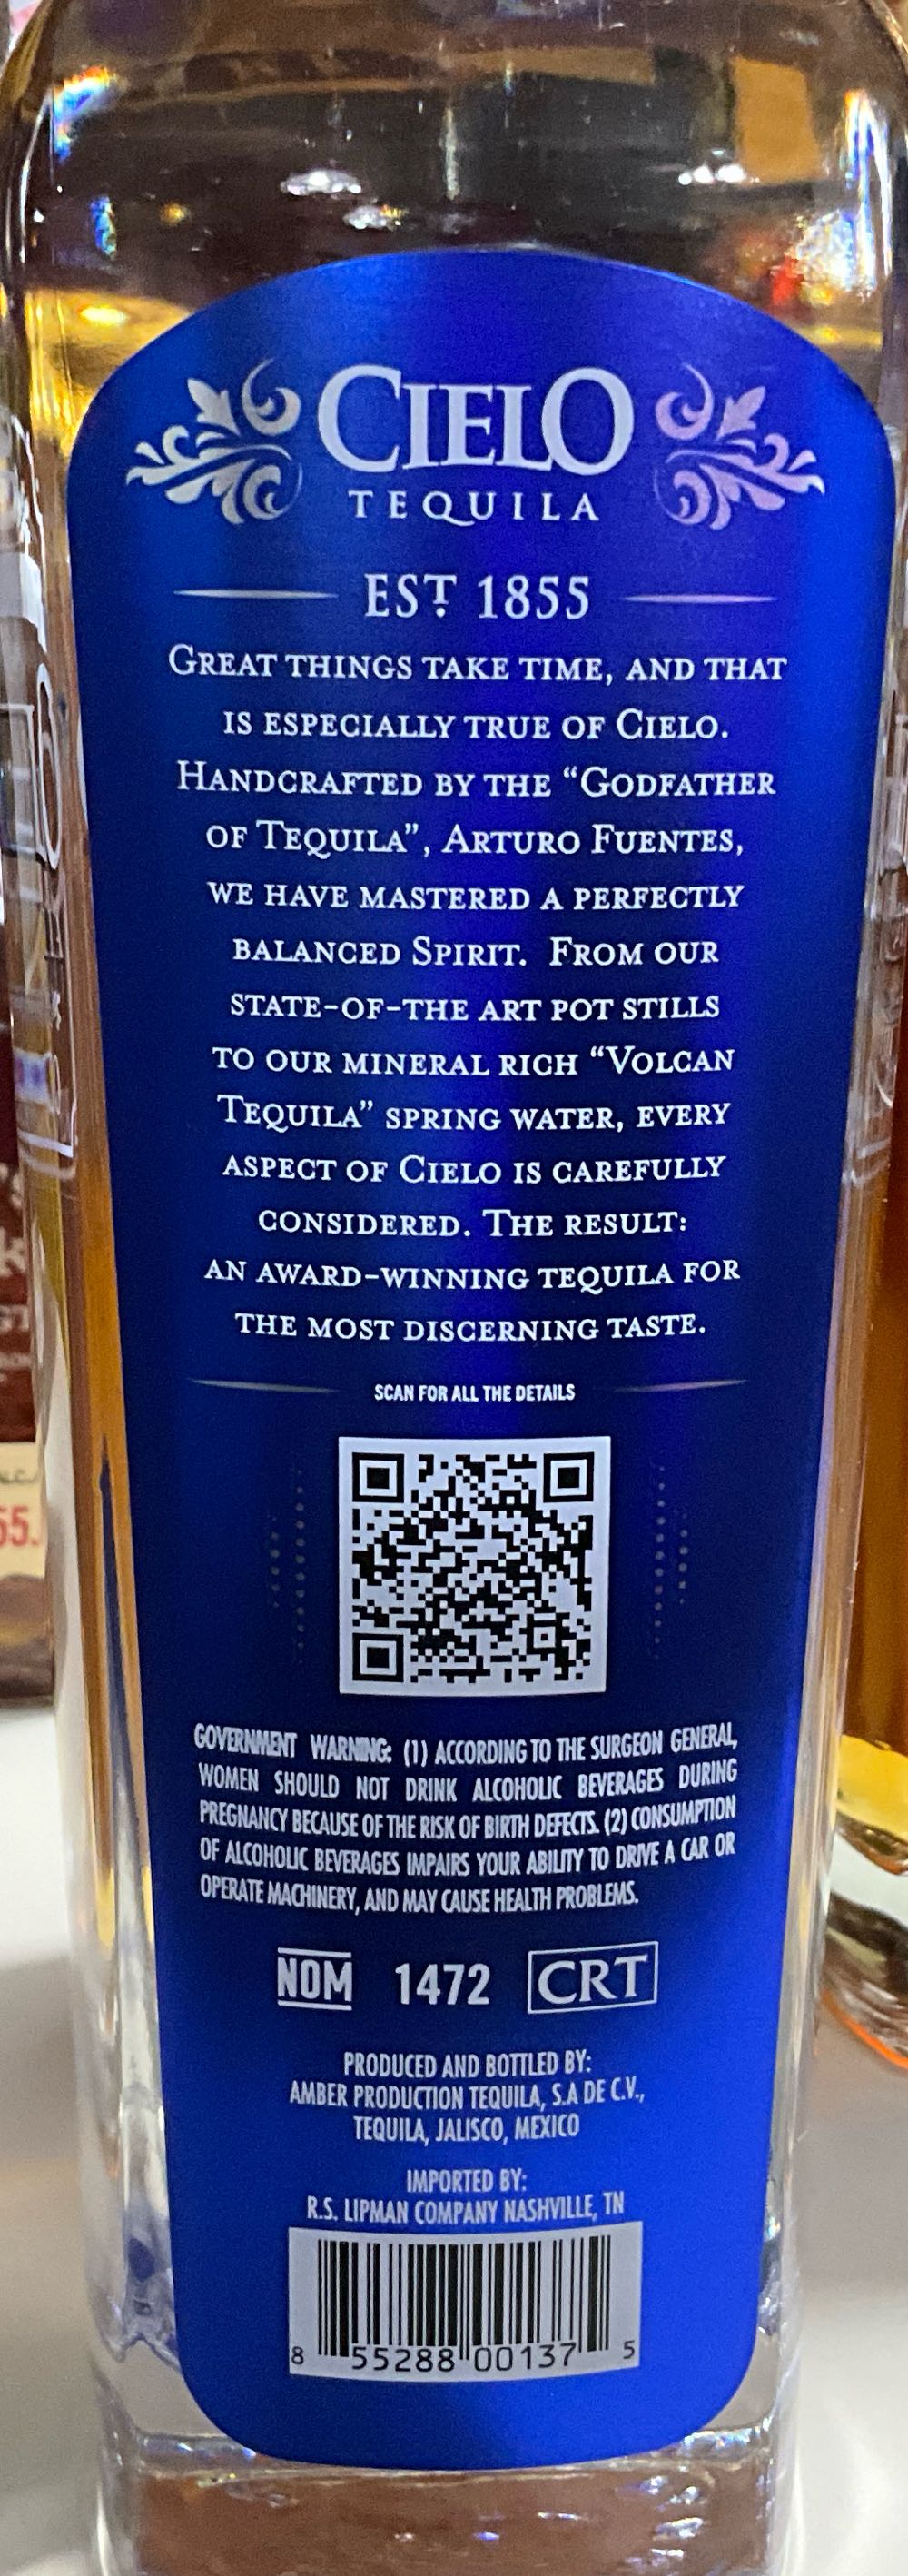 CIELO
TEQUILA
EST 1855
GREAT THINGS TAKE TIME, AND THAT
IS ESPECIALLY TRUE OF CIELO.
HANDCRAFTED BY THE “GODFATHER
OF TEQUILA”, ARTURO FUENTES,
WE HAVE MASTERED A PERFECTLY
BALANCED SPIRIT. FROM OUR
STATE-OF-THE ART POT STILLS
TO OUR MINERAL RICH “VOLCAN
TEQUILA” SPRING WATER, EVERY
ASPECT OF CIELO IS CAREFULLY
CONSIDERED. THE RESULT:
AN AWARD-WINNING TEQUILA FOR
THE MOST DISCERNING TASTE.
SCAN FOR ALL THE DETAILS
GOVERNMENT WARNING: (1) ACCORDING TO THE SURGEON GENERAL,
WOMEN SHOULD NOT DRINK ALCOHOLIC BEVERAGES DURING
PREGNANCY BECAUSE OF THE RISK OF BIRTH DEFECTS. (2) CONSUMPTION
OF ALCOHOLIC BEVERAGES IMPAIRS YOUR ABILITY TO DRIVE A CAR OR
OPERATE MACHINERY, AND MAY CAUSE HEALTH PROBLEMS.
NOM 1472 CRT
PRODUCED AND BOTTLED BY:
AMBER PRODUCTION TEQUILA, S.A DE C.V.,
TEQUILA, JALISCO, MEXICO
IMPORTED BY:
R.S. LIPMAN COMPANY NASHVILLE, TN
8 55288 00137 5